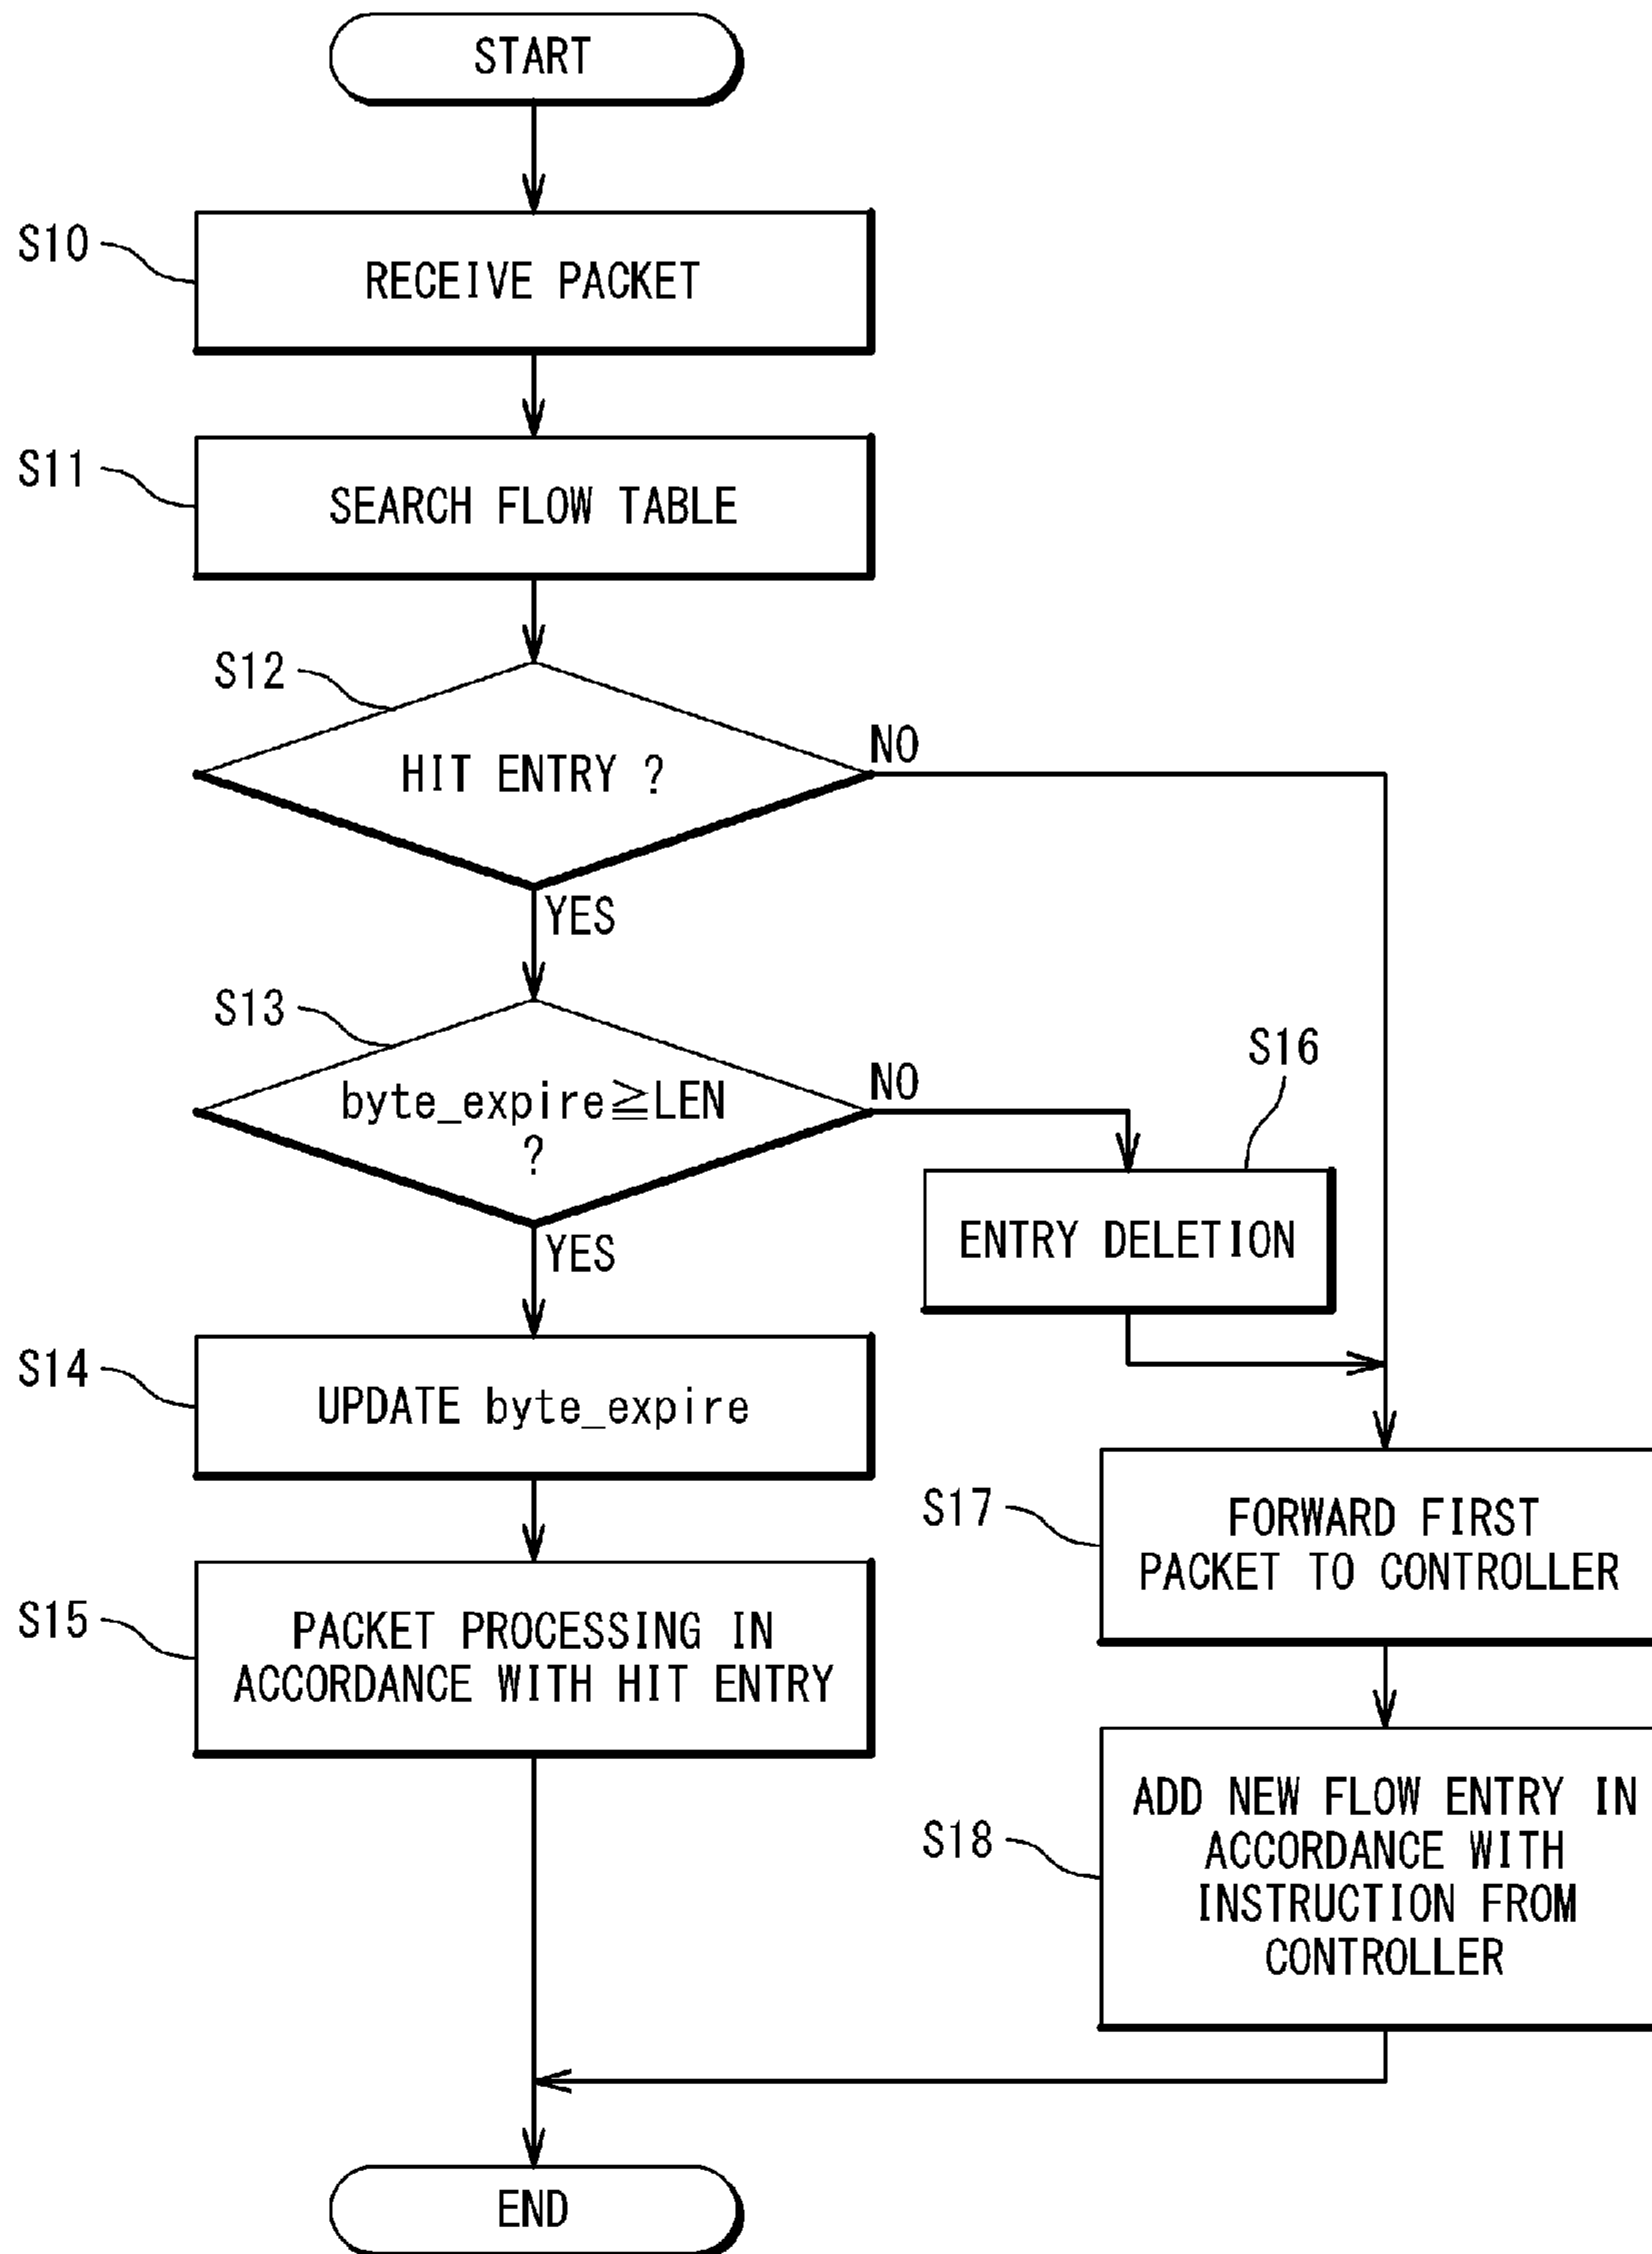 START
S10
RECEIVE PACKET
S11
SEARCH FLOW TABLE
S12
HIT ENTRY ?
NO
YES
S13
byte_expire≧LEN
?
NO
YES
S16
ENTRY DELETION
S14
UPDATE byte_expire
S15
PACKET PROCESSING IN
ACCORDANCE WITH HIT ENTRY
S17
FORWARD FIRST
PACKET TO CONTROLLER
S18
ADD NEW FLOW ENTRY IN
ACCORDANCE WITH
INSTRUCTION FROM
CONTROLLER
END